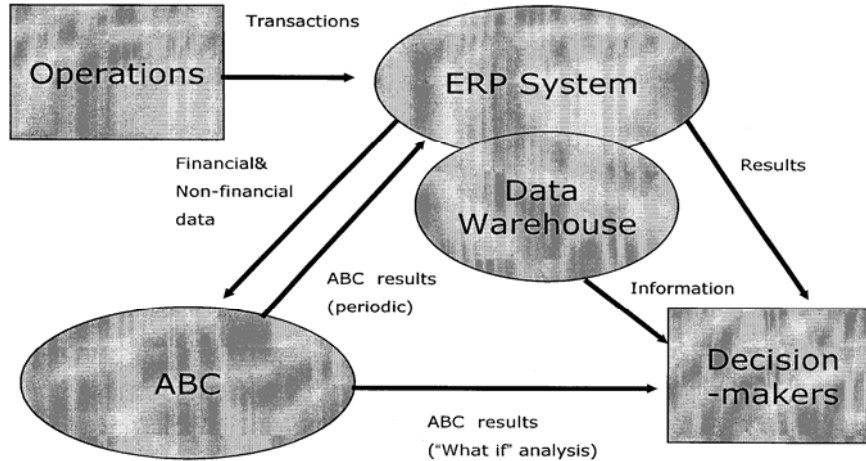 Transactions
Operations
ERP System
Financial&
Non-financial
data
Results
Data
Warehouse
ABC results
(periodic)
Information
ABC
Decision
-makers
ABC results
("What if" analysis)